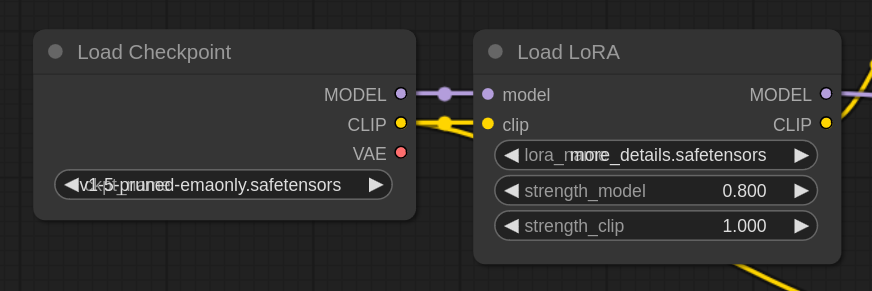 Load Checkpoint
MODEL
CLIP
VAE
ckpt_name v1-5-pruned-emaonly.safetensors
Load LoRA
model MODEL
clip CLIP
lora_name more_details.safetensors
strength_model 0.800
strength_clip 1.000